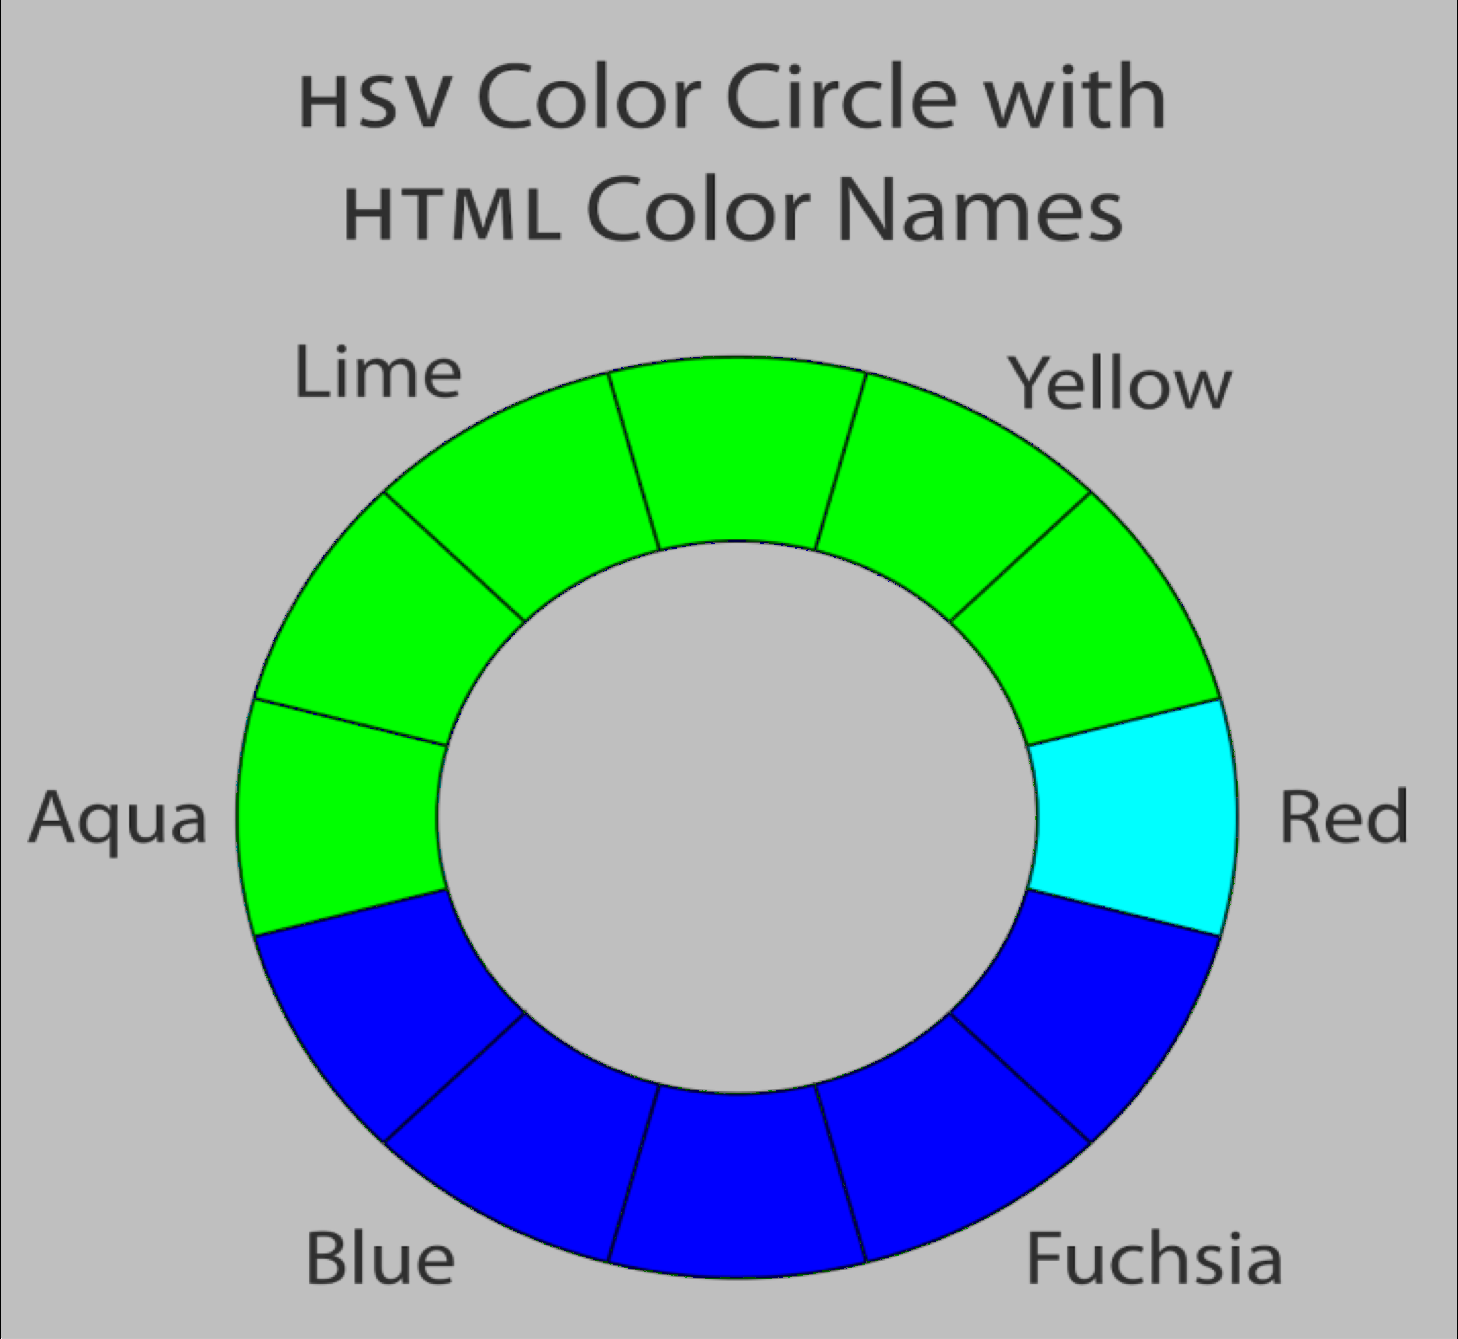 HSV Color Circle with
HTML Color Names
Lime
Yellow
Aqua
Red
Blue
Fuchsia